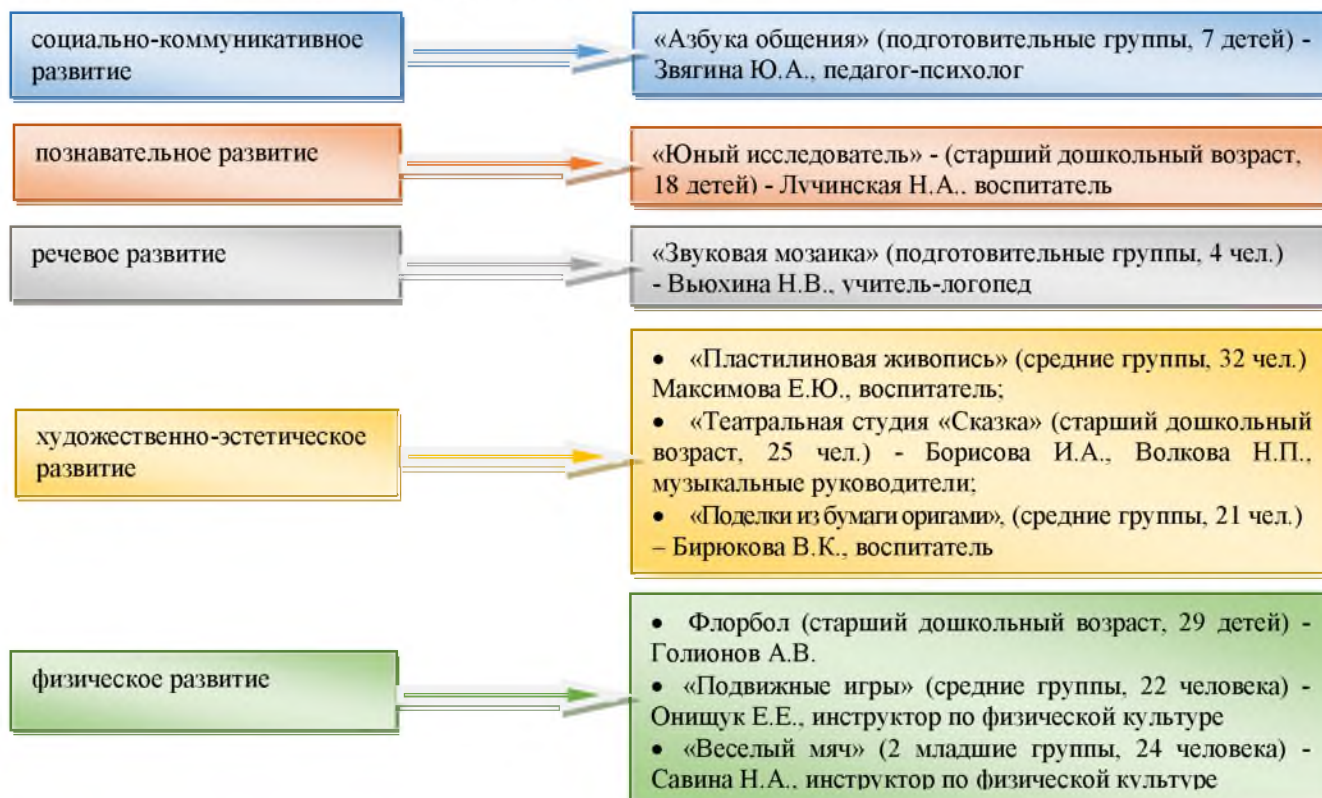 социально-коммуникативное
развитие
«Азбука общения» (подготовительные группы, 7 детей) -
Звягина Ю.А., педагог-психолог
познавательное развитие
«Юный исследователь» - (старший дошкольный возраст,
18 детей) - Лучинская Н.А., воспитатель
речевое развитие
«Звуковая мозаика» (подготовительные группы, 4 чел.)
- Вьюхина Н.В., учитель-логопед
художественно-эстетическое
развитие
• «Пластилиновая живопись» (средние группы, 32 чел.)
Максимова Е.Ю., воспитатель;
• «Театральная студия «Сказка» (старший дошкольный
возраст, 25 чел.) - Борисова И.А., Волкова Н.П.,
музыкальные руководители;
• «Поделки из бумаги оригами», (средние группы, 21 чел.)
– Бирюкова В.К., воспитатель
физическое развитие
• Флорбол (старший дошкольный возраст, 29 детей) -
Голионов А.В.
• «Подвижные игры» (средние группы, 22 человека) -
Онищук Е.Е., инструктор по физической культуре
• «Веселый мяч» (2 младшие группы, 24 человека) -
Савина Н.А., инструктор по физической культуре